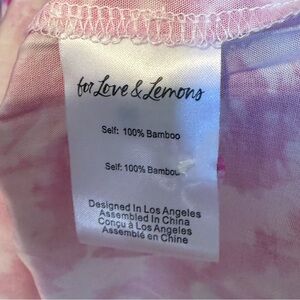 for Love & Lemons
Self: 100% Bamboo
Self: 100% Bambou
Designed In Los Angeles
Assembled In China
Conçu à Los Angeles
Assemblé en Chine